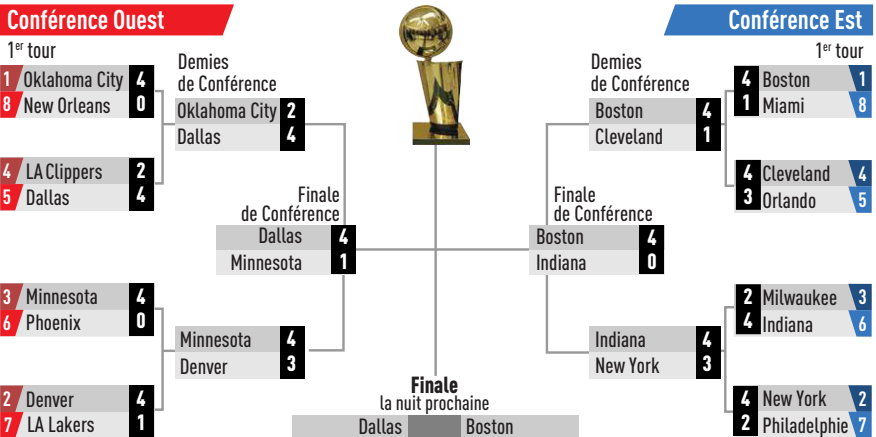 Conférence Ouest
1er tour
1 Oklahoma City 4
8 New Orleans 0
4 LA Clippers 2
5 Dallas 4
3 Minnesota 4
6 Phoenix 0
2 Denver 4
7 LA Lakers 1
Demies
de Conférence
Oklahoma City 2
Dallas 4
Minnesota 4
Denver 3
Finale
de Conférence
Dallas 4
Minnesota 1
Conférence Est
1er tour
4 Boston 1
1 Miami 8
4 Cleveland 4
3 Orlando 5
2 Milwaukee 3
4 Indiana 6
4 New York 2
2 Philadelphie 7
Demies
de Conférence
Boston 4
Cleveland 1
Indiana 4
New York 3
Finale
de Conférence
Boston 4
Indiana 0
Finale
la nuit prochaine
Dallas Boston